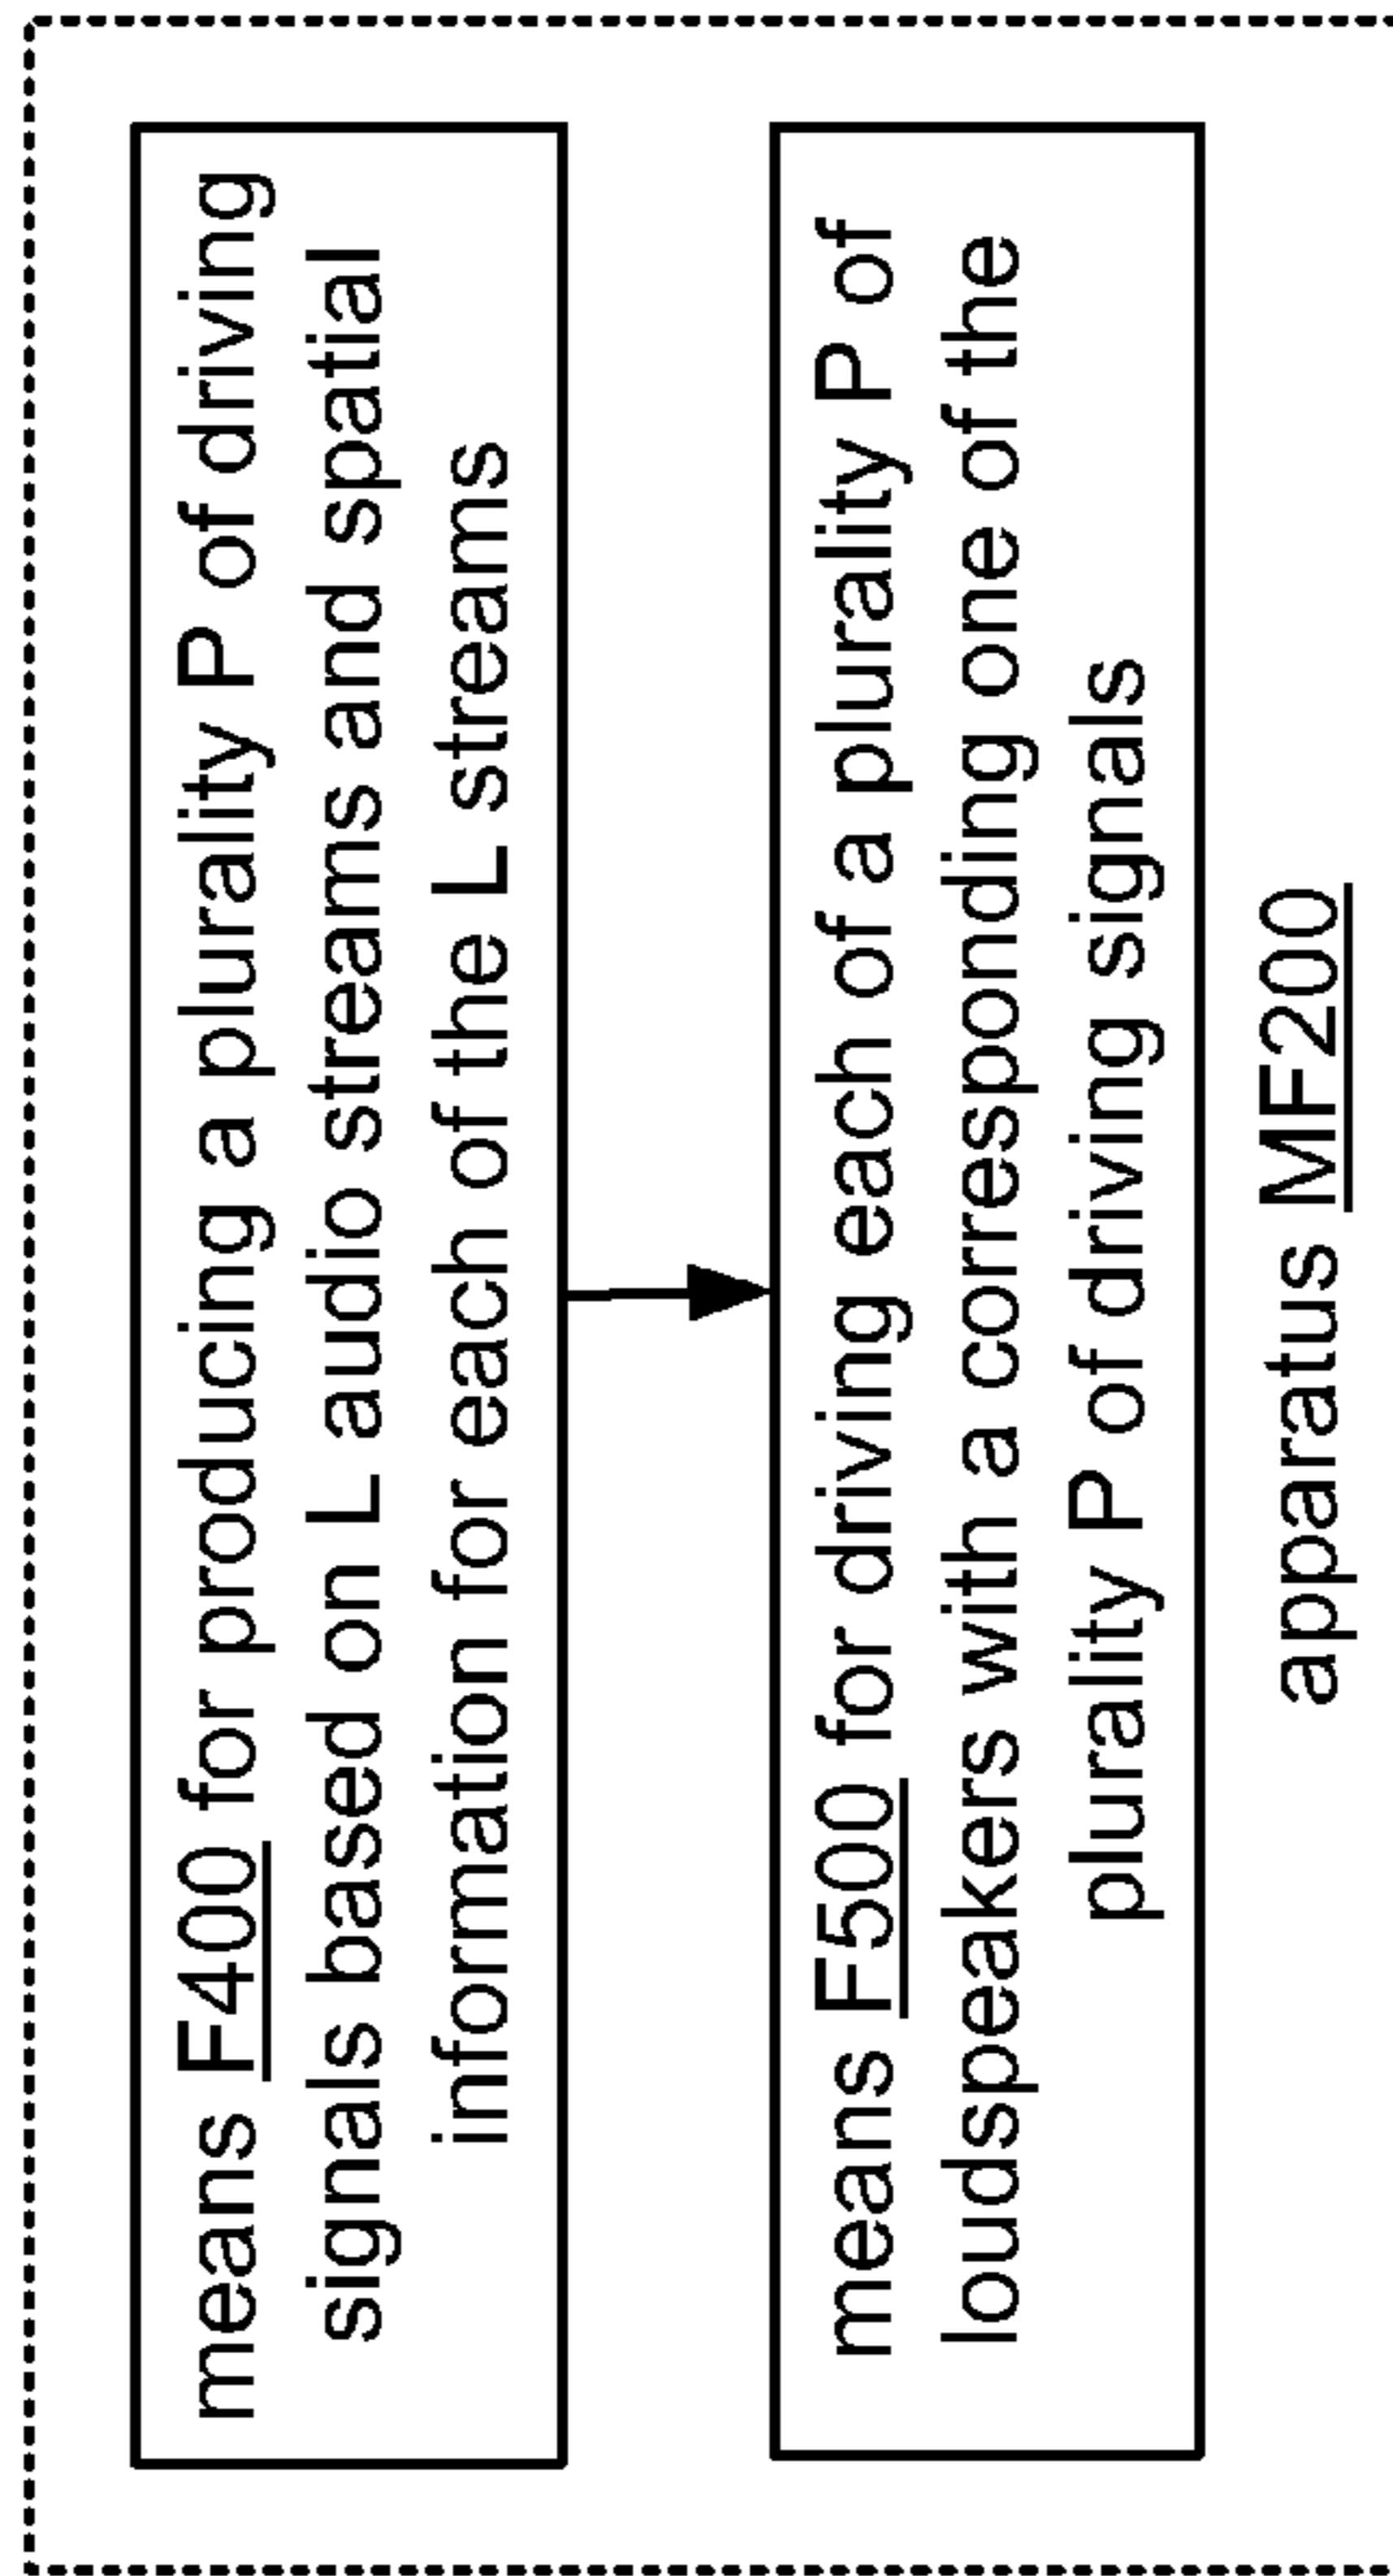 means F400 for producing a plurality P of driving
signals based on L audio streams and spatial
information for each of the L streams
means F500 for driving each of a plurality P of
loudspeakers with a corresponding one of the
plurality P of driving signals
apparatus MF200